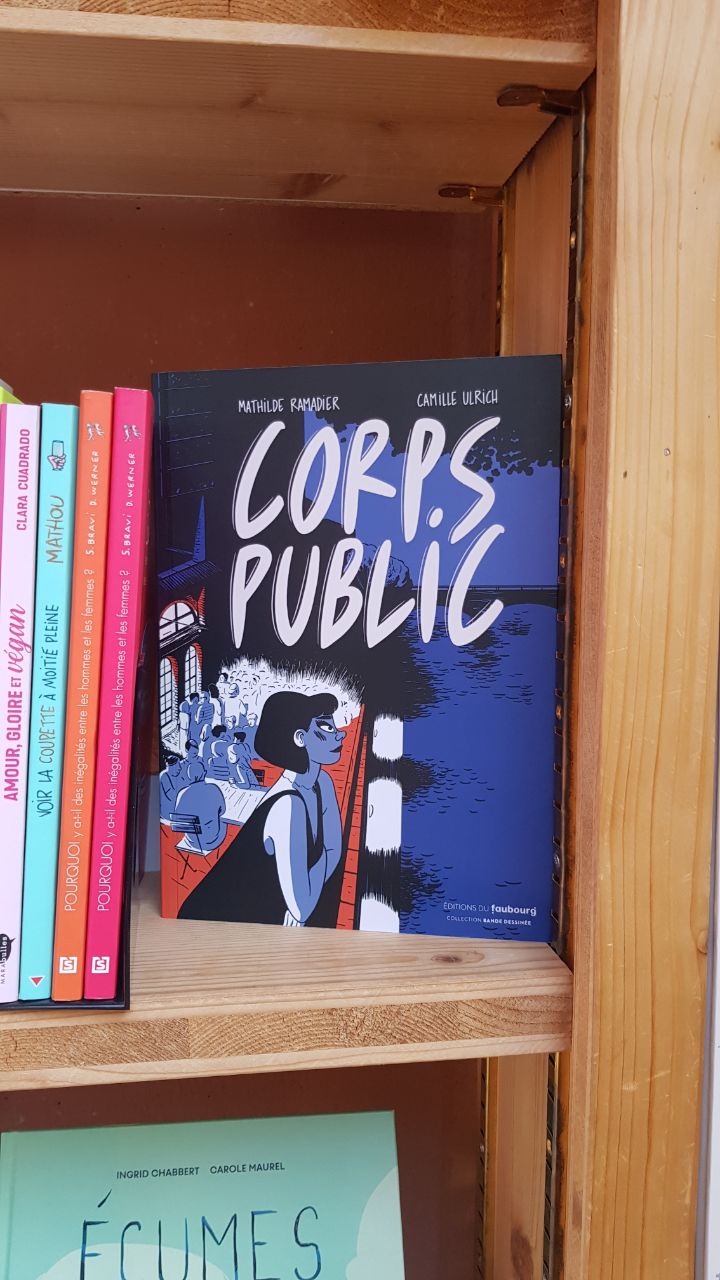 CLARA CUADRADO
AMOUR, GLOIRE ET végan
MARABulles
MATHOU
VOIR LA COUPETTE À MOITIÉ PLEINE
POURQUOI y a-t-il des inégalités entre les hommes et les femmes ? S. BRAVI D. WERNER
POURQUOI y a-t-il des inégalités entre les hommes et les femmes ? S. BRAVI D. WERNER
MATHILDE RAMADIER CAMILLE ULRICH
CORPS
PUBLIC
ÉDITIONS DU faubourg
COLLECTION BANDE DESSINÉE
INGRID CHABBERT CAROLE MAUREL
ÉCUMES